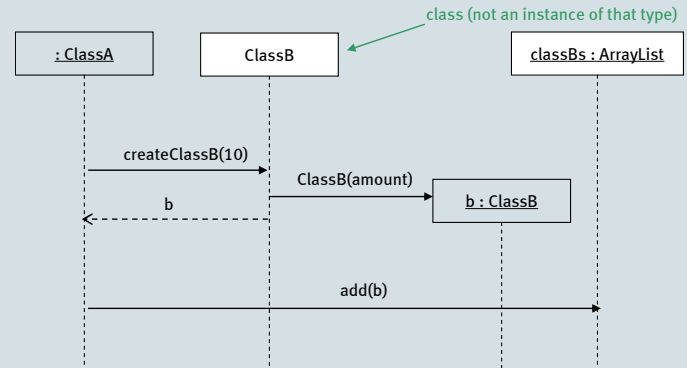 class (not an instance of that type)
: ClassA
ClassB
classBs : ArrayList
createClassB(10)
ClassB(amount)
b
b : ClassB
add(b)